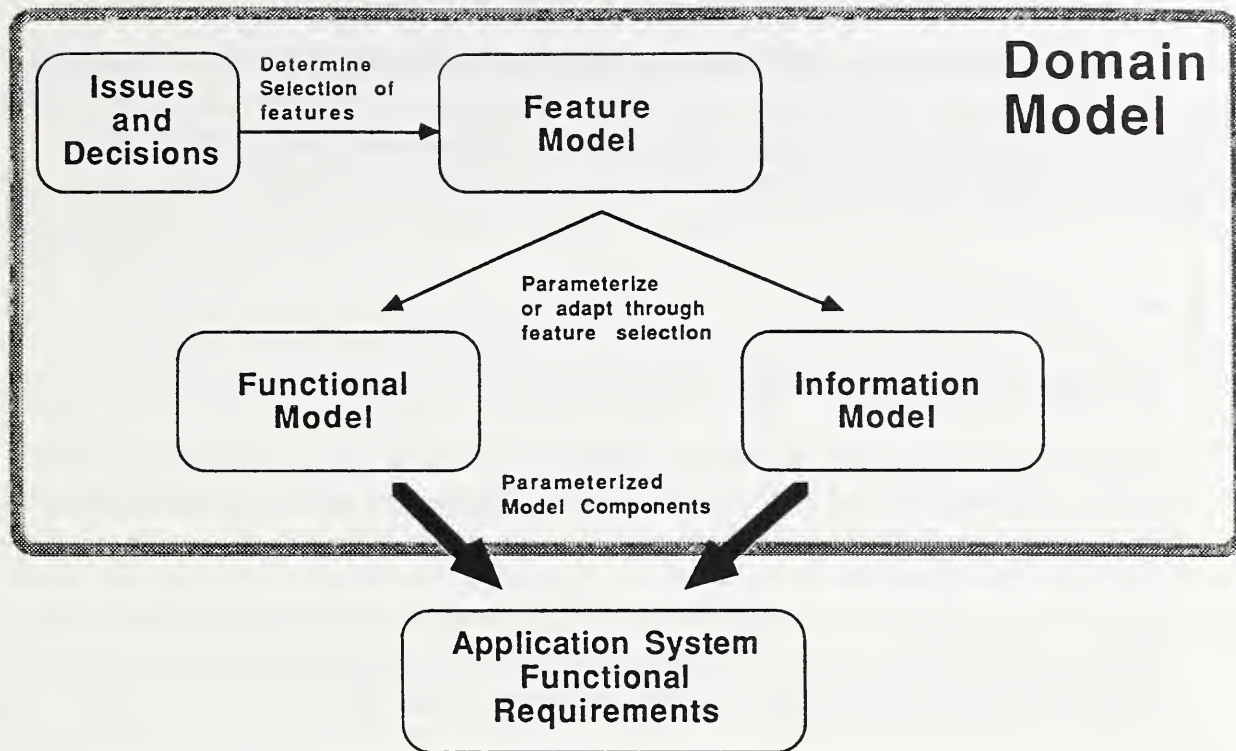 Domain
Model
Issues
and
Decisions
Determine
Selection of
features
Feature
Model
Parameterize
or adapt through
feature selection
Functional
Model
Information
Model
Parameterized
Model Components
Application System
Functional
Requirements